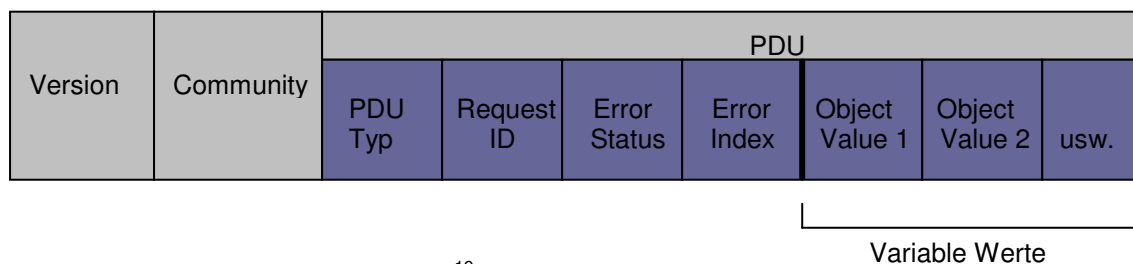 PDU
Version
Community
PDU
Typ
Request
ID
Error
Status
Error
Index
Object
Value 1
Object
Value 2
usw.
Variable Werte